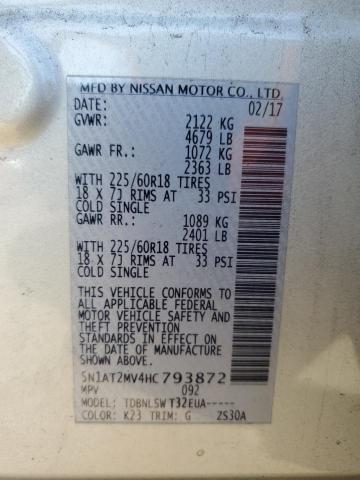 MFD BY NISSAN MOTOR CO., LTD.
DATE: 02/17
GVWR: 2122 KG
4679 LB
GAWR FR.: 1072 KG
2363 LB
WITH 225/60R18 TIRES
18 X 7J RIMS AT 33 PSI
COLD SINGLE
GAWR RR.: 1089 KG
2401 LB
WITH 225/60R18 TIRES
18 X 7J RIMS AT 33 PSI
COLD SINGLE
THIS VEHICLE CONFORMS TO
ALL APPLICABLE FEDERAL
MOTOR VEHICLE SAFETY AND
THEFT PREVENTION
STANDARDS IN EFFECT ON
THE DATE OF MANUFACTURE
SHOWN ABOVE.
5N1AT2MV4HC793872
MPV 092
MODEL: TDBNLSWT32EUA-----
COLOR: K23 TRIM: G ZS30A